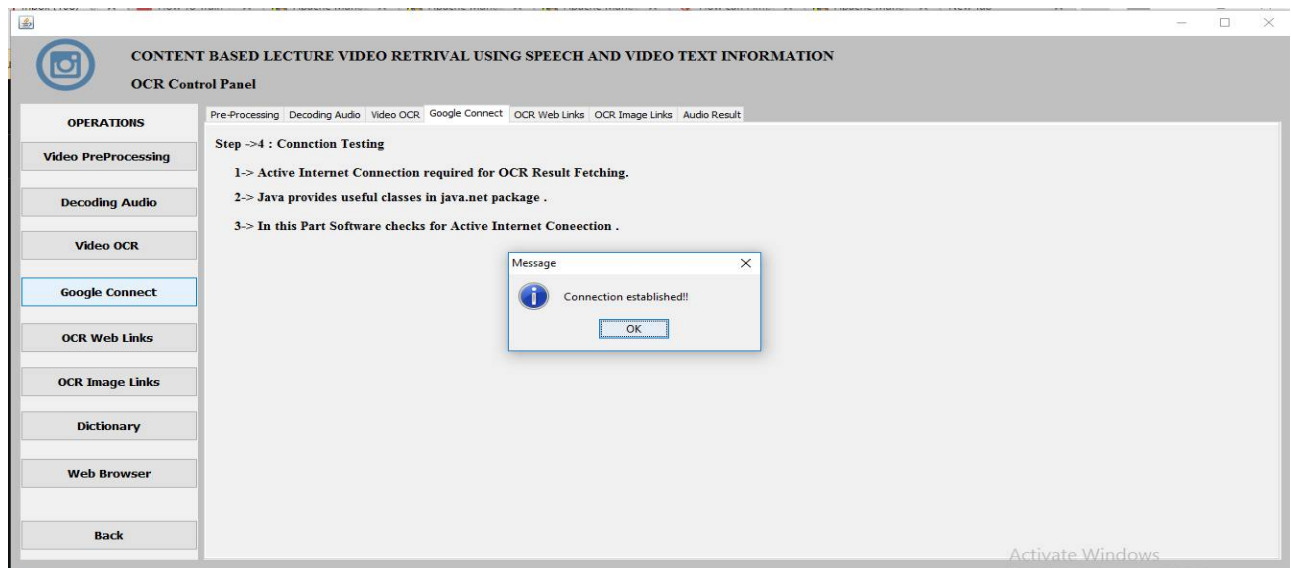 CONTENT BASED LECTURE VIDEO RETRIVAL USING SPEECH AND VIDEO TEXT INFORMATION
OCR Control Panel
OPERATIONS
Video PreProcessing
Decoding Audio
Video OCR
Google Connect
OCR Web Links
OCR Image Links
Dictionary
Web Browser
Back
Pre-Processing Decoding Audio Video OCR Google Connect OCR Web Links OCR Image Links Audio Result
Step ->4 : Connction Testing
1-> Active Internet Connection required for OCR Result Fetching.
2-> Java provides useful classes in java.net package .
3-> In this Part Software checks for Active Internet Coneection .
Message
Connection established!!
OK
Activate Windows